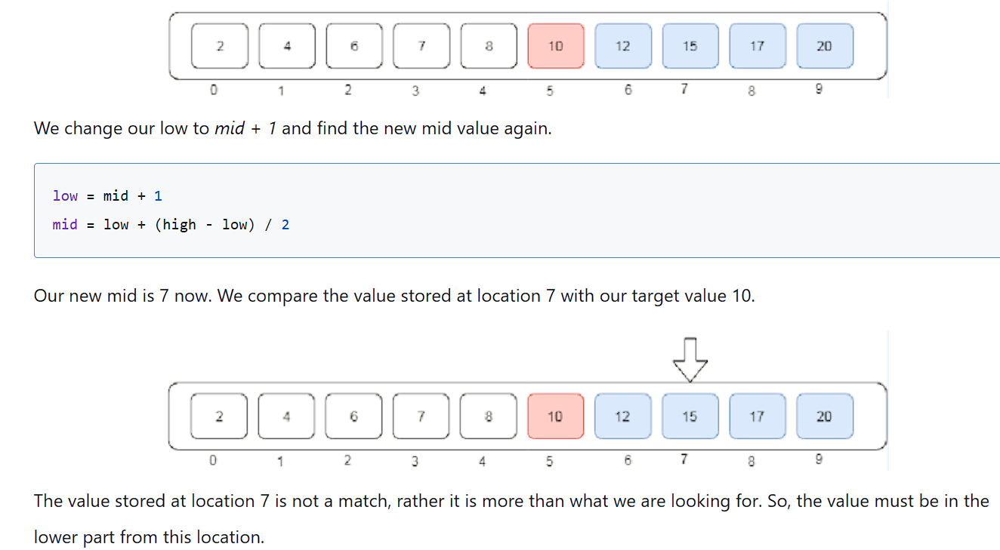 2 4 6 7 8 10 12 15 17 20
0 1 2 3 4 5 6 7 8 9
We change our low to mid + 1 and find the new mid value again.
low = mid + 1
mid = low + (high - low) / 2
Our new mid is 7 now. We compare the value stored at location 7 with our target value 10.
2 4 6 7 8 10 12 15 17 20
0 1 2 3 4 5 6 7 8 9
The value stored at location 7 is not a match, rather it is more than what we are looking for. So, the value must be in the
lower part from this location.